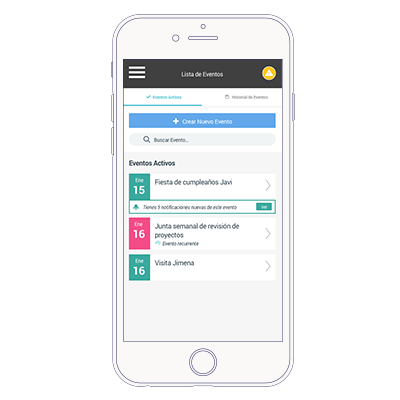 Lista de Eventos
Eventos Activos
Historial de Eventos
Crear Nuevo Evento
Buscar Evento...
Eventos Activos
Ene
15
Fiesta de cumpleaños Javi
Tienes 5 notificaciones nuevas de este evento
Ver
Ene
16
Junta semanal de revisión de
proyectos
Evento recurrente
Ene
16
Visita Jimena